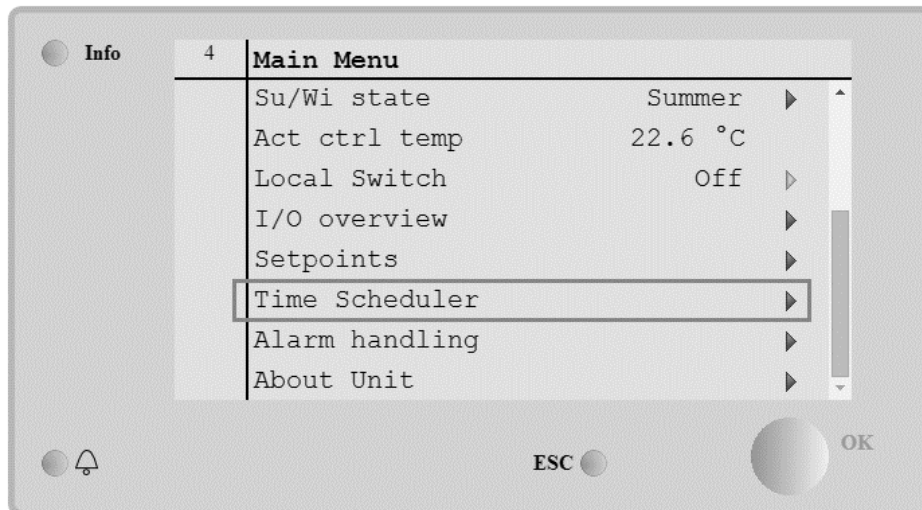 Info
4 Main Menu
Su/Wi state Summer
Act ctrl temp 22.6 °C
Local Switch Off
I/O overview
Setpoints
Time Scheduler
Alarm handling
About Unit
ESC
OK